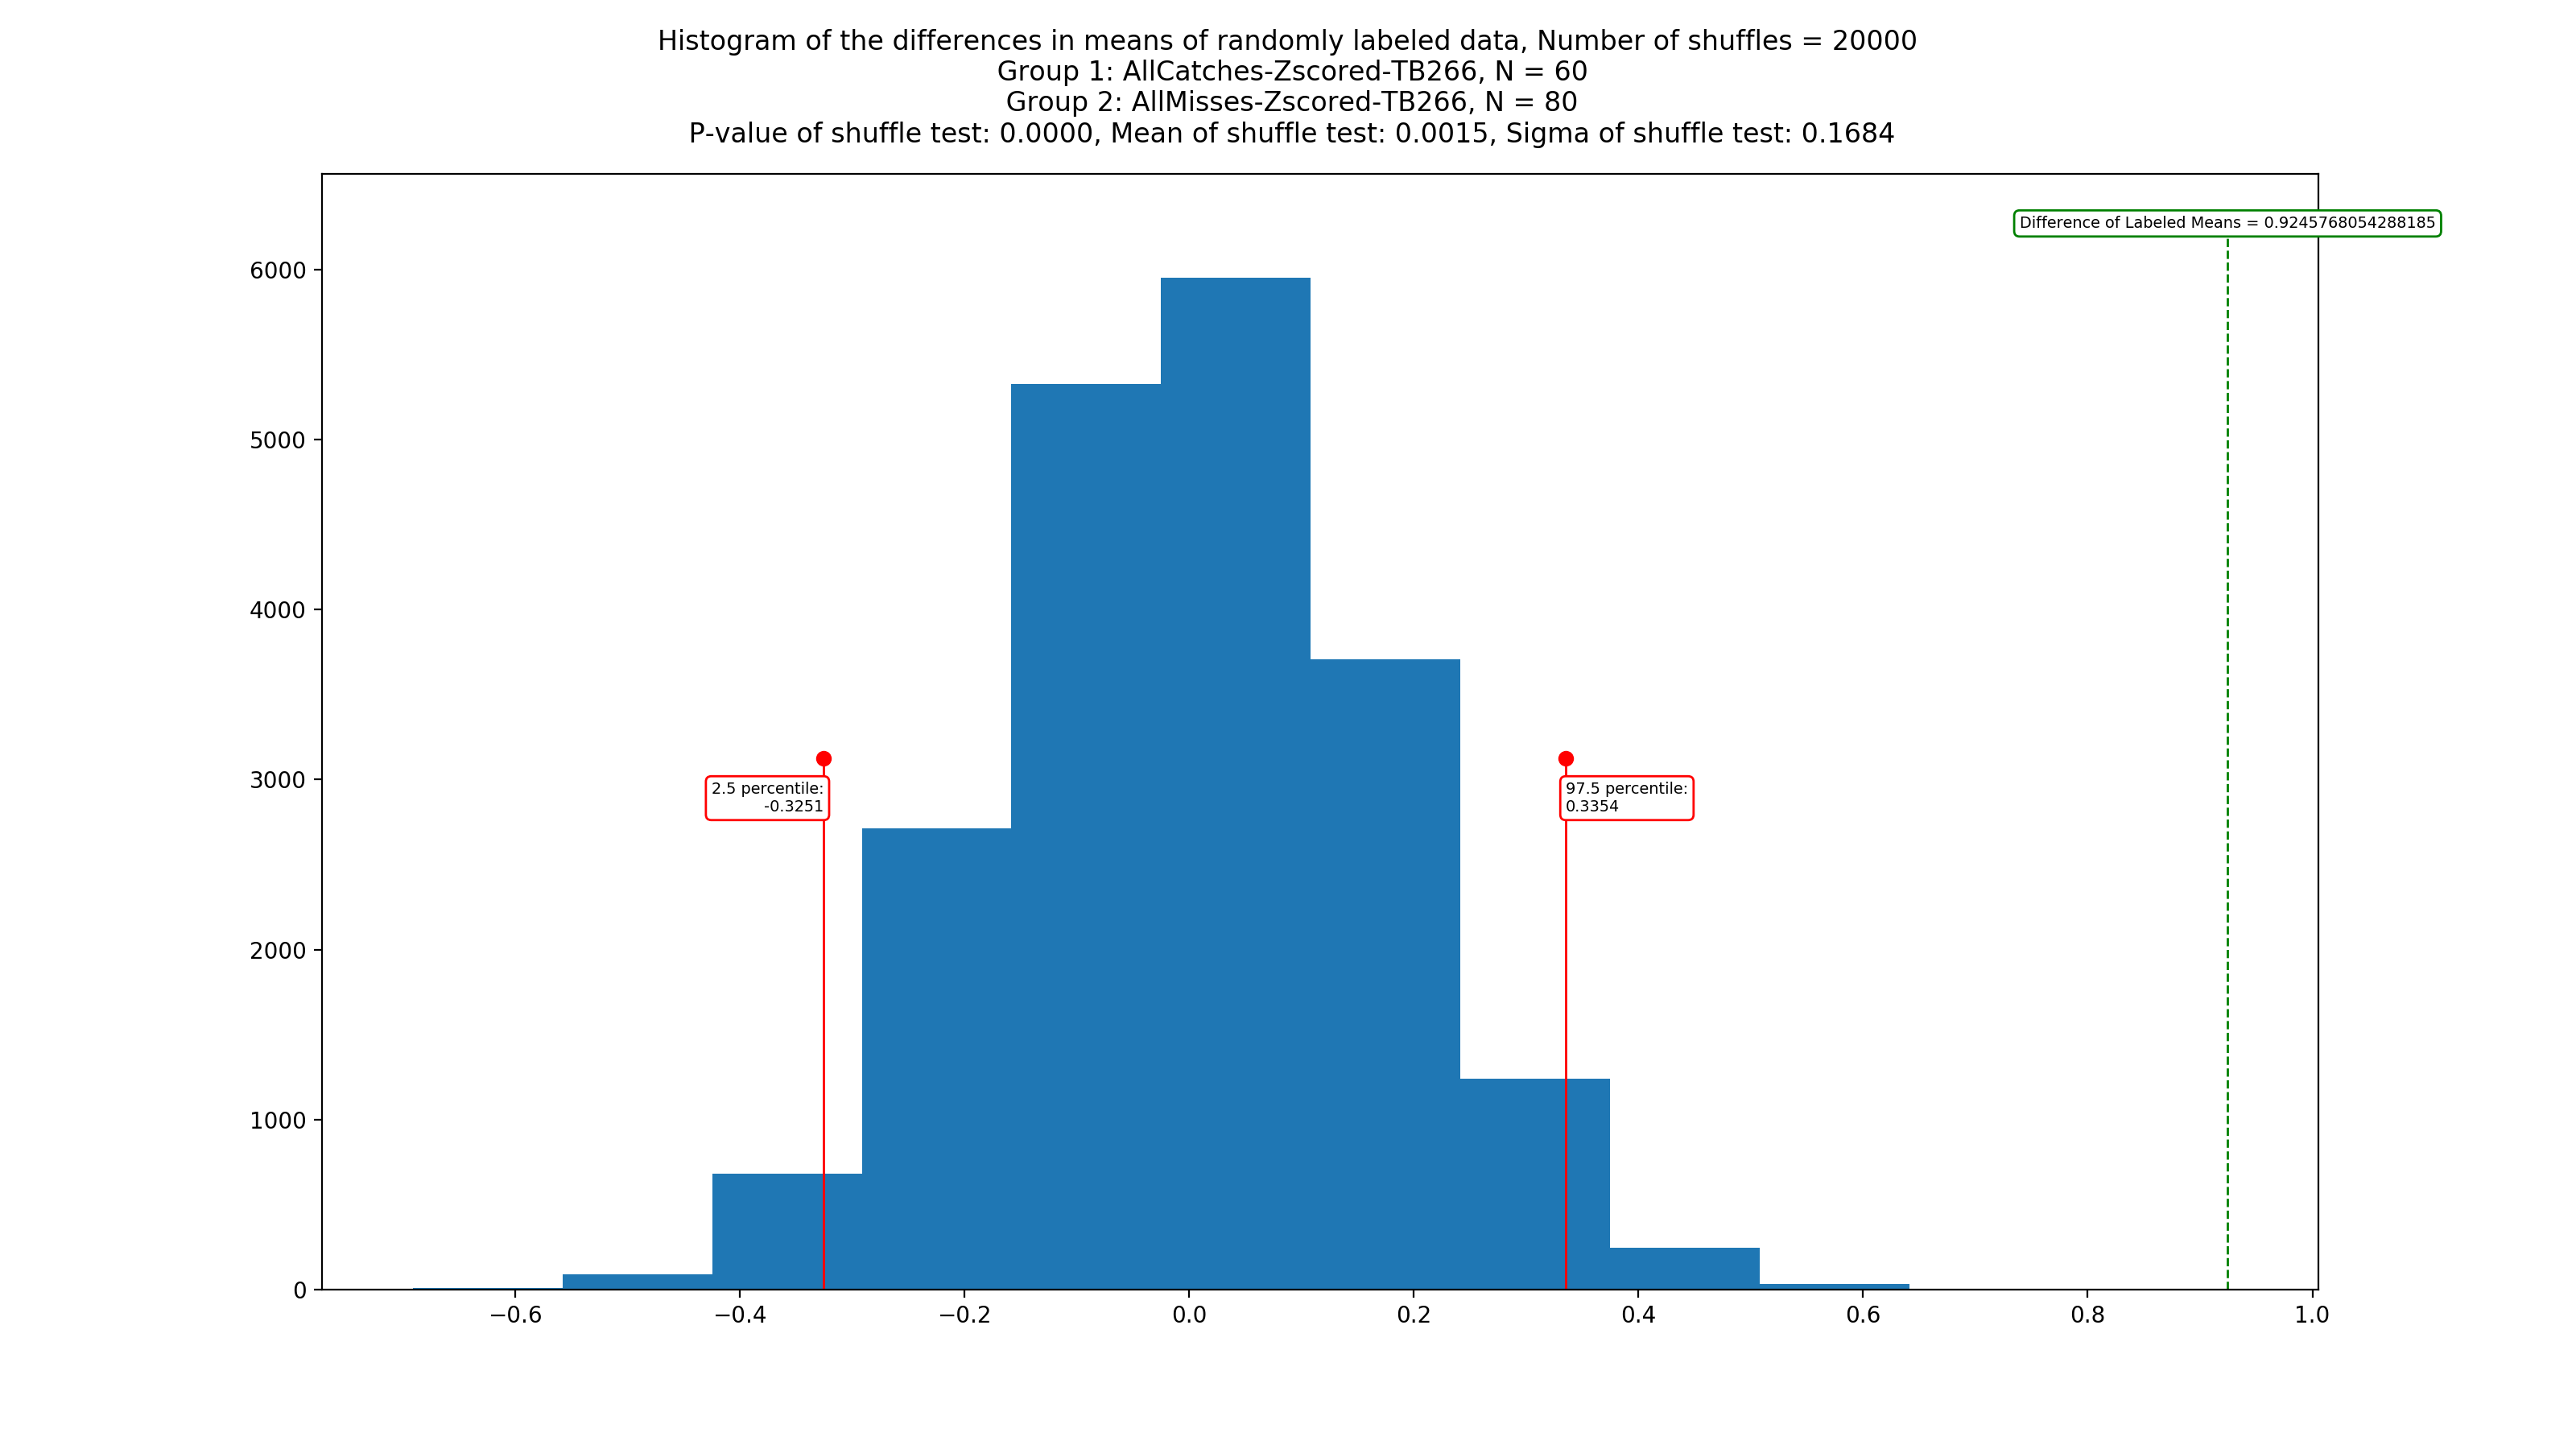 Histogram of the differences in means of randomly labeled data, Number of shuffles = 20000
Group 1: AllCatches-Zscored-TB266, N = 60
Group 2: AllMisses-Zscored-TB266, N = 80
P-value of shuffle test: 0.0000, Mean of shuffle test: 0.0015, Sigma of shuffle test: 0.1684
Difference of Labeled Means = 0.9245768054288185
6000
5000
4000
3000
2.5 percentile:
-0.3251
97.5 percentile:
0.3354
2000
1000
0
−0.6 −0.4 −0.2 0.0 0.2 0.4 0.6 0.8 1.0